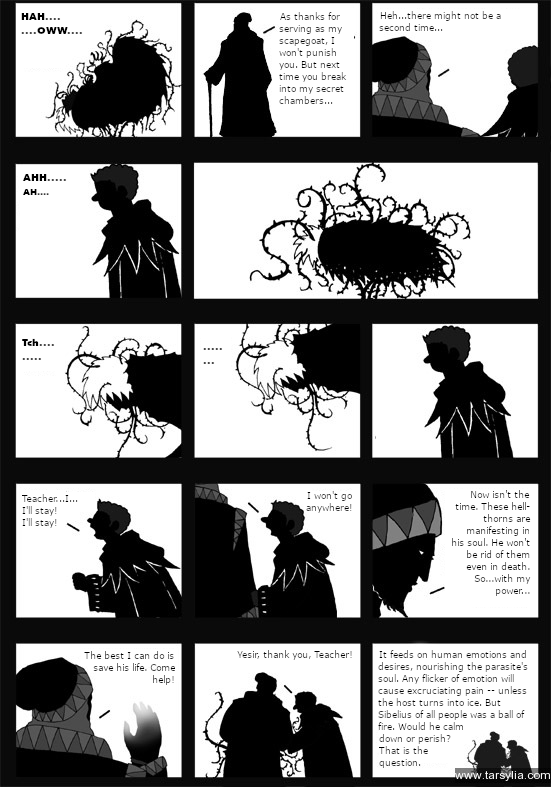 HAH....
....OWW....
As thanks for
serving as my
scapegoat, I
won't punish
you. But next
time you break
into my secret
chambers...
Heh...there might not be a
second time...
AHH.....
AH....
Tch....
.....
.....
...
Teacher...I...
I'll stay!
I'll stay!
I won't go
anywhere!
Now isn't the
time. These hell-
thorns are
manifesting in
his soul. He won't
be rid of them
even in death.
So...with my
power...
The best I can do is
save his life. Come
help!
Yesir, thank you, Teacher!
It feeds on human emotions and
desires, nourishing the parasite's
soul. Any flicker of emotion will
cause excruciating pain -- unless
the host turns into ice. But
Sibelius of all people was a ball of
fire. Would he calm
down or perish?
That is the
question.
www.tarsylia.com